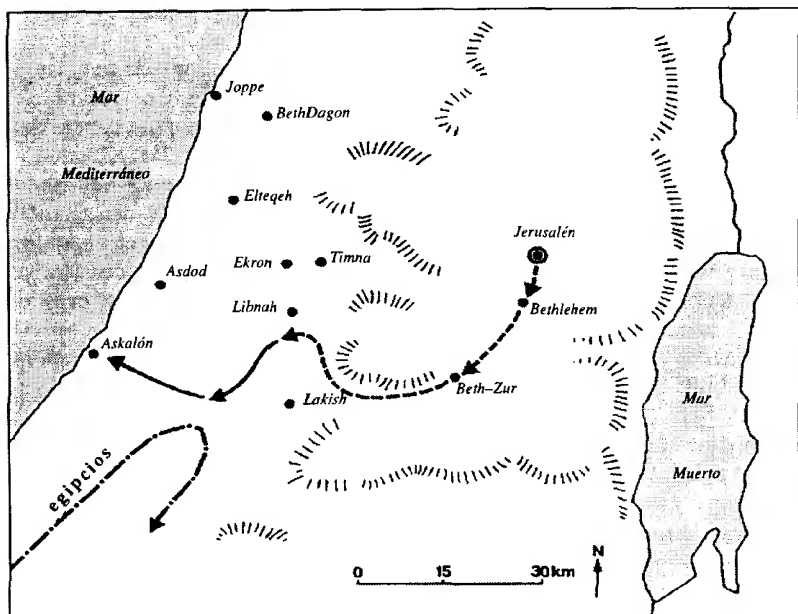 Mar
Mediterráneo
Joppe
BethDagon
Elteqeh
Ekron
Timna
Jerusalén
Asdod
Libnah
Bethlehem
Askalón
Lakish
Beth-Zur
Mar
Muerto
egipcios
N
0 15 30km